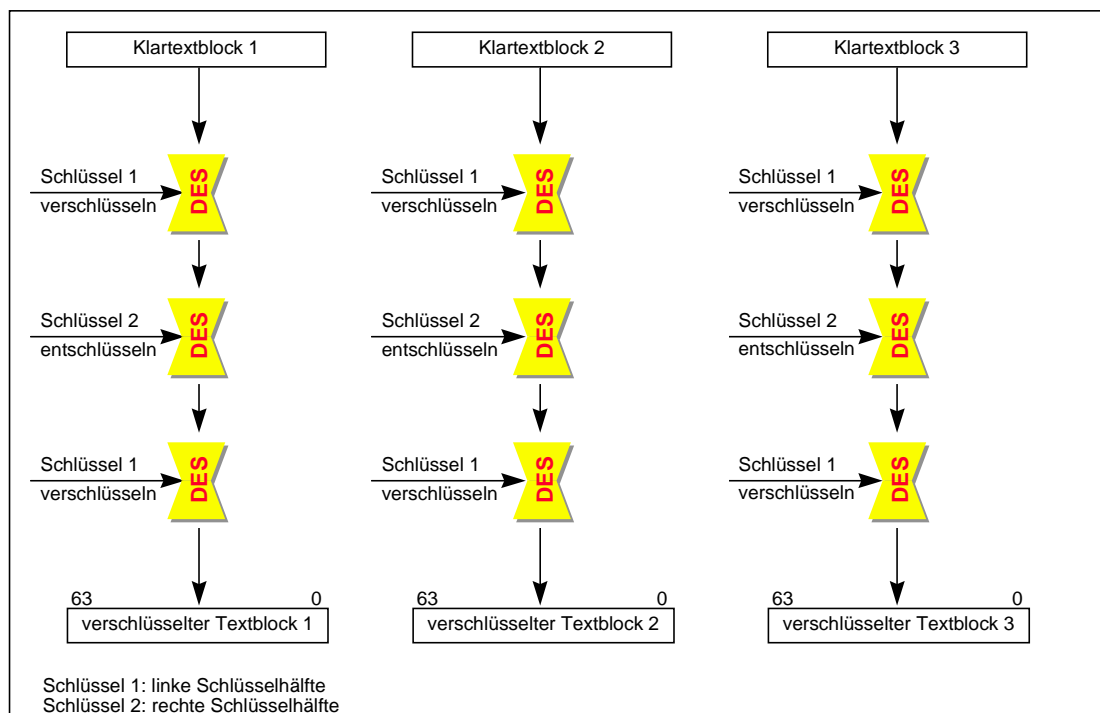 Klartextblock 1
Klartextblock 2
Klartextblock 3
Schlüssel 1
verschlüsseln
DES
Schlüssel 1
verschlüsseln
DES
Schlüssel 1
verschlüsseln
DES
Schlüssel 2
entschlüsseln
DES
Schlüssel 2
entschlüsseln
DES
Schlüssel 2
entschlüsseln
DES
Schlüssel 1
verschlüsseln
DES
Schlüssel 1
verschlüsseln
DES
Schlüssel 1
verschlüsseln
DES
63 0
verschlüsselter Textblock 1
63 0
verschlüsselter Textblock 2
63 0
verschlüsselter Textblock 3
Schlüssel 1: linke Schlüsselhälfte
Schlüssel 2: rechte Schlüsselhälfte